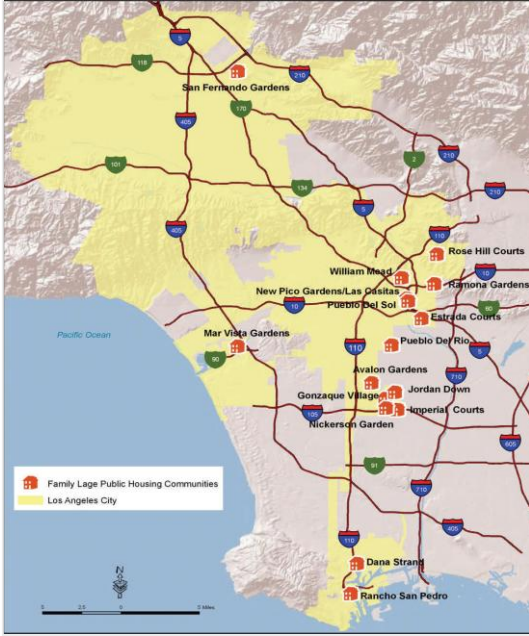 5
118
210
San Fernando Gardens
170
405
210
2
101
134
210
5
405
110
Rose Hill Courts
William Mead
10
Ramona Gardens
New Pico Gardens/Las Casitas
Pueblo Del Sol
10
60
Estrada Courts
Pacific Ocean
Mar Vista Gardens
110
Pueblo Del Rio
5
90
Avalon Gardens
710
Jordan Down
Gonzaque Village
105
Imperial Courts
Nickerson Garden
605
91
Family Lage Public Housing Communities
710
Los Angeles City
405
110
Dana Strand
N
Rancho San Pedro
5 2.5 0 5 Miles